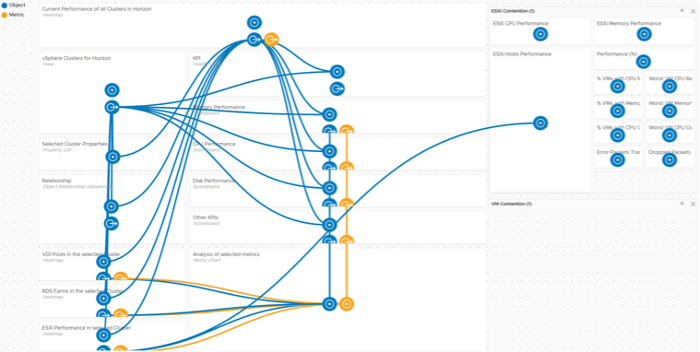 Object
Metric
Current Performance of all Clusters in Horizon
Heatmap
vSphere Clusters for Horizon
View
KPI
Selected Cluster Properties
Property List
Memory Performance
Scoreboard
CPU Performance
Scoreboard
Relationship
Object Relationship (Advanced)
Disk Performance
Scoreboard
Other KPIs
Scoreboard
VDI Pools in the selected Cluster
Heatmap
Analysis of selected metrics
Metric Chart
RDS Farms in the selected Cluster
Heatmap
ESXi Performance in selected Cluster
Heatmap
ESXi Contention (1)
ESXi CPU Performance
ESXi Memory Performance
ESXi Hosts Performance
Performance (%)
% VMs with CPU
Worst VM CPU
% VMs with
Worst VM
% VMs with CPU
Worst VM CPU
Error Packets
Dropped Packets
VM Contention (1)